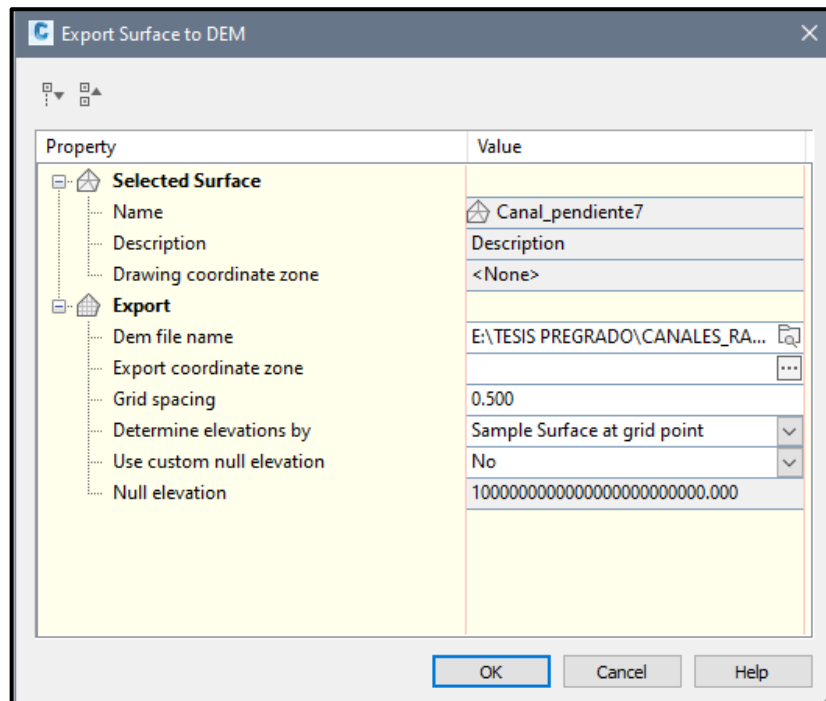 C Export Surface to DEM
Property Value
Selected Surface
Name Canal_pendiente7
Description Description
Drawing coordinate zone <None>
Export
Dem file name E:\TESIS PREGRADO\CANALES_RA...
Export coordinate zone ...
Grid spacing 0.500
Determine elevations by Sample Surface at grid point
Use custom null elevation No
Null elevation 1000000000000000000000000.000
OK Cancel Help